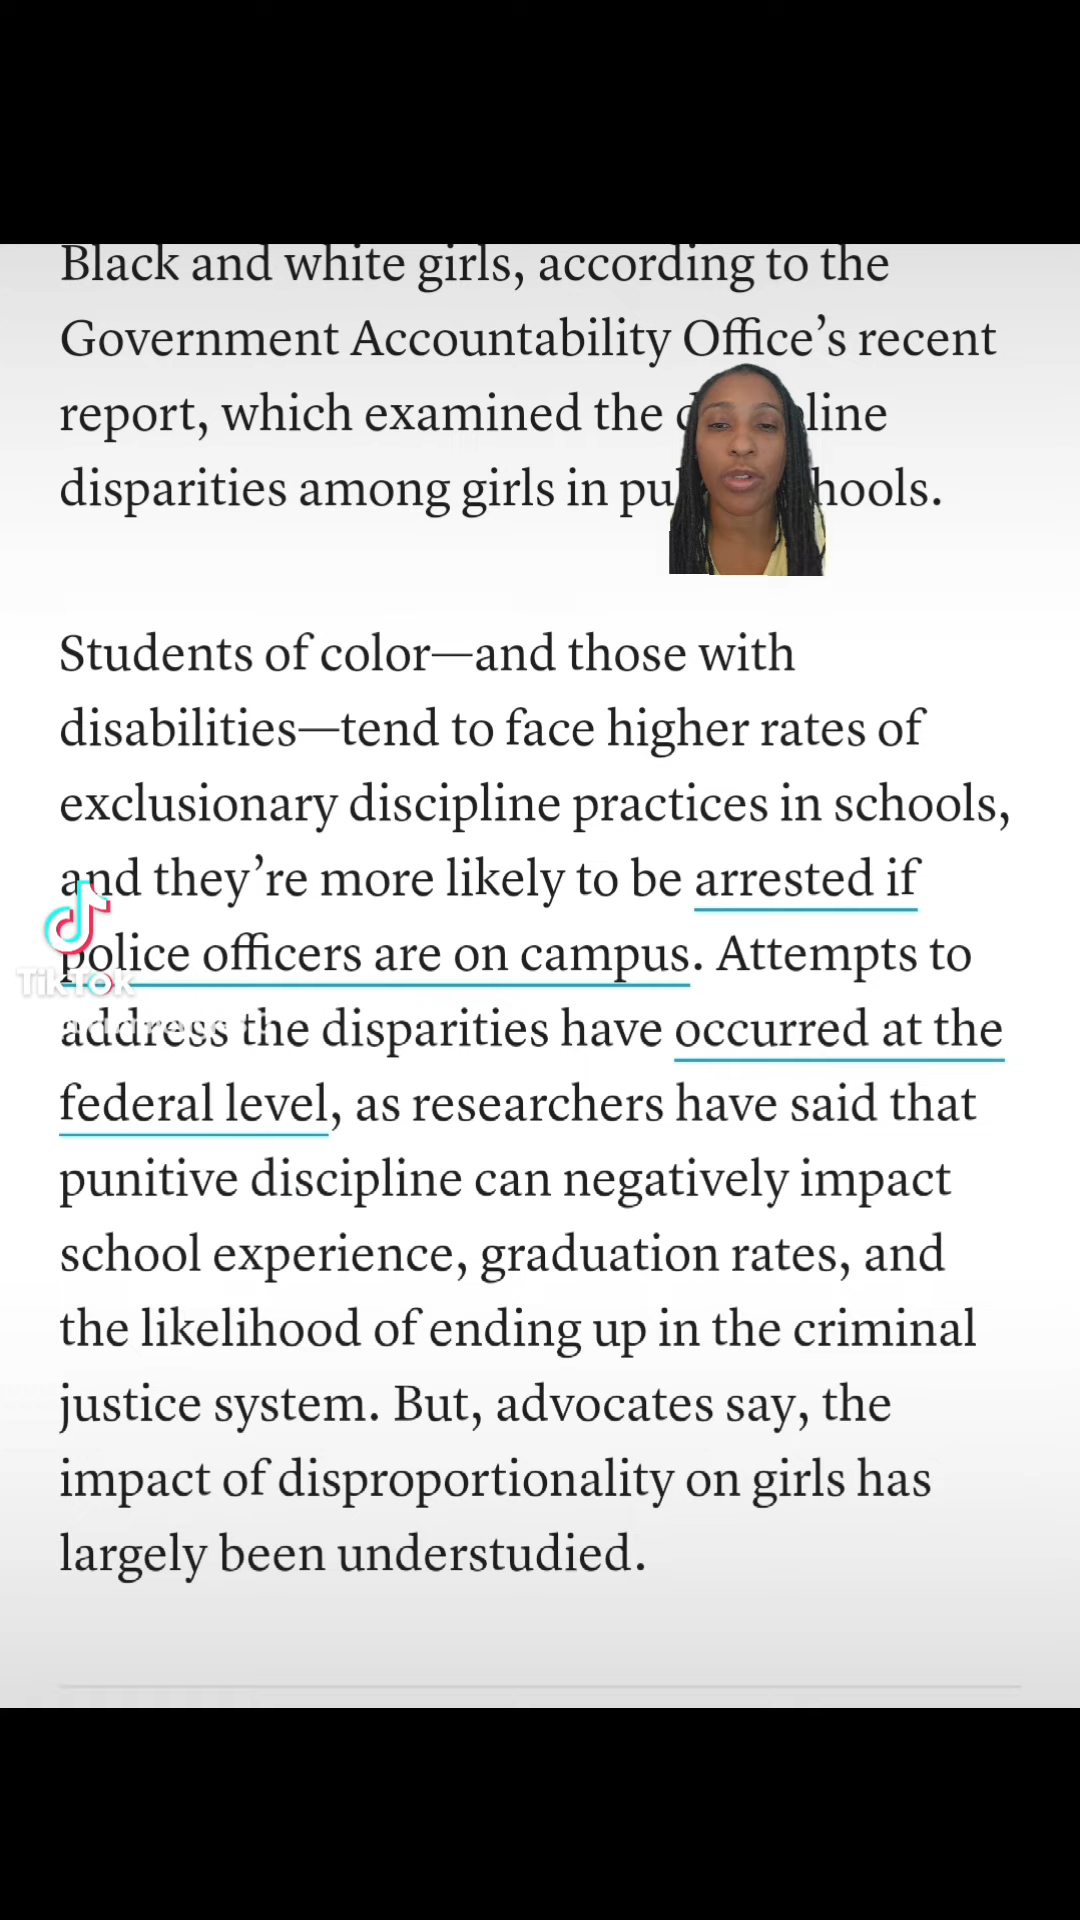 Black and white girls, according to the
Government Accountability Office’s recent
report, which examined the line
disparities among girls in hools.
Students of color—and those with
disabilities—tend to face higher rates of
exclusionary discipline practices in schools,
and they’re more likely to be arrested if
police officers are on campus. Attempts to
TikTok
address the disparities have occurred at the
federal level, as researchers have said that
punitive discipline can negatively impact
school experience, graduation rates, and
the likelihood of ending up in the criminal
justice system. But, advocates say, the
impact of disproportionality on girls has
largely been understudied.